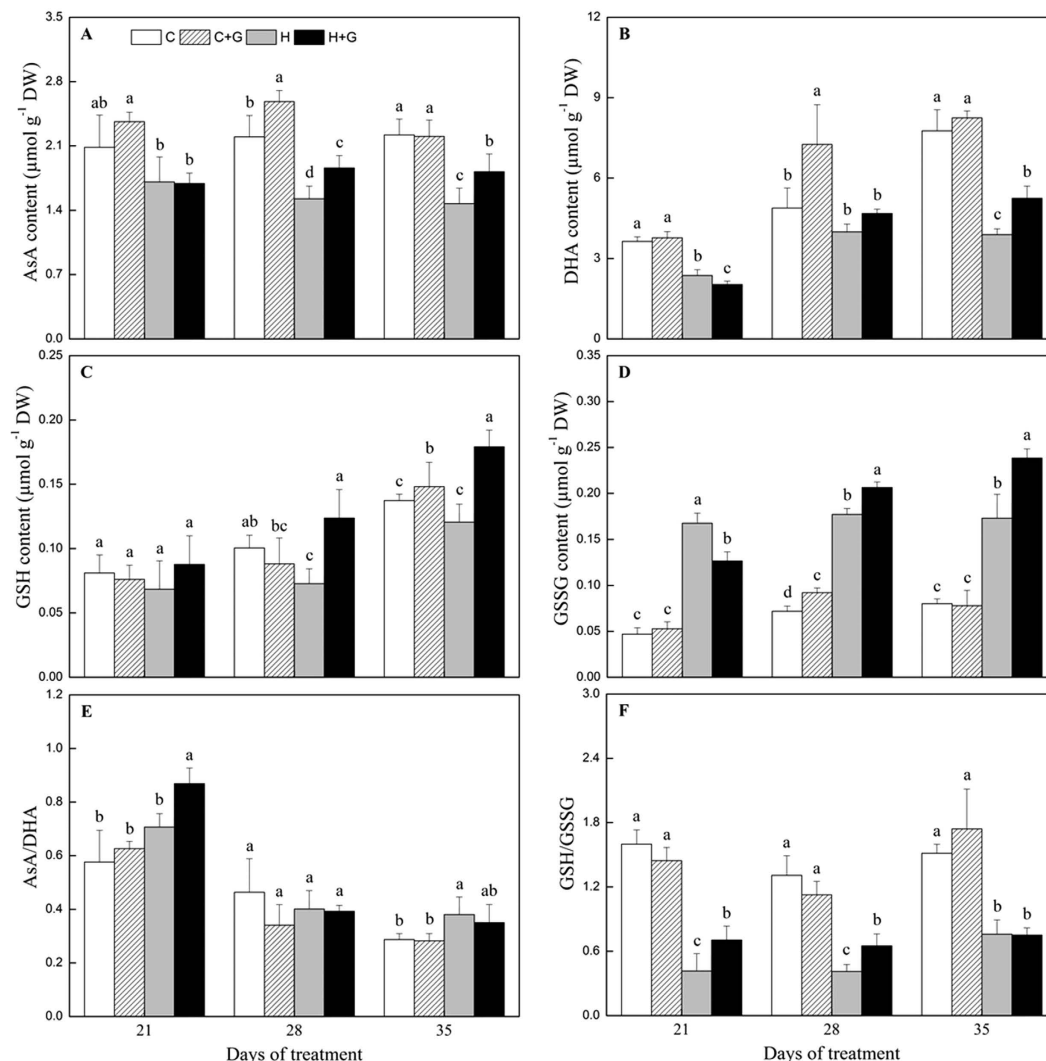 A
C C+G H H+G
3.5
2.8
2.1
1.4
0.7
0.0
AsA content (μmol g⁻¹ DW)
ab a b b
b a d c
a a c b
B
12
9
6
3
0
DHA content (μmol g⁻¹ DW)
a a b c
b a b b
a a c b
C
0.25
0.20
0.15
0.10
0.05
0.00
GSH content (μmol g⁻¹ DW)
a a a a
ab bc c a
c b c a
D
0.35
0.30
0.25
0.20
0.15
0.10
0.05
0.00
GSSG content (μmol g⁻¹ DW)
c c a b
d c b a
c c b a
E
1.2
1.0
0.8
0.6
0.4
0.2
0.0
AsA/DHA
b b b a
a a a a
b b a ab
21 28 35
Days of treatment
F
3.0
2.4
1.8
1.2
0.6
0.0
GSH/GSSG
a a c b
a a c b
a a b b
21 28 35
Days of treatment